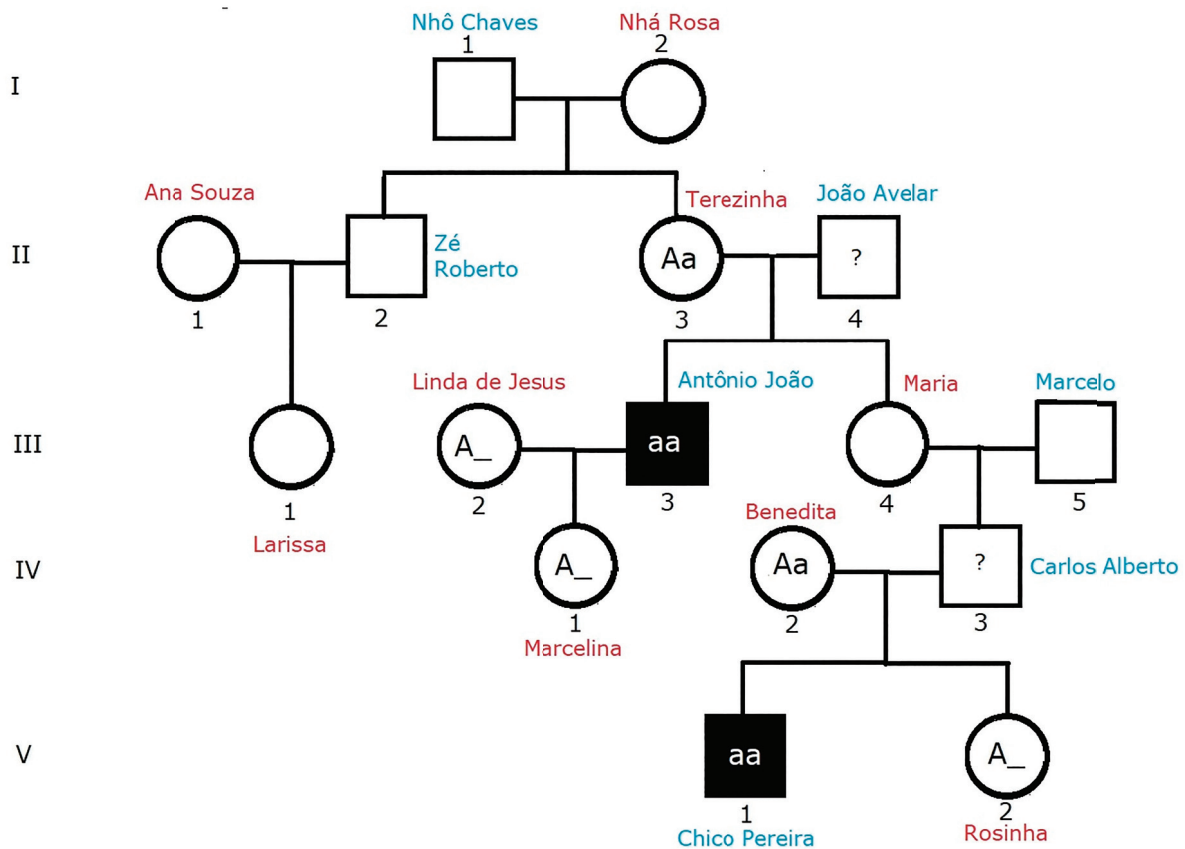 Nhô Chaves
Nhá Rosa
1
2
I
Ana Souza
Terezinha
João Avelar
II
Zé
Roberto
Aa
?
1
2
3
4
Linda de Jesus
Antônio João
Maria
Marcelo
III
A_
aa
1
2
3
4
5
Larissa
Benedita
IV
A_
Aa
?
Carlos Alberto
1
2
3
Marcelina
V
aa
A_
1
2
Chico Pereira
Rosinha